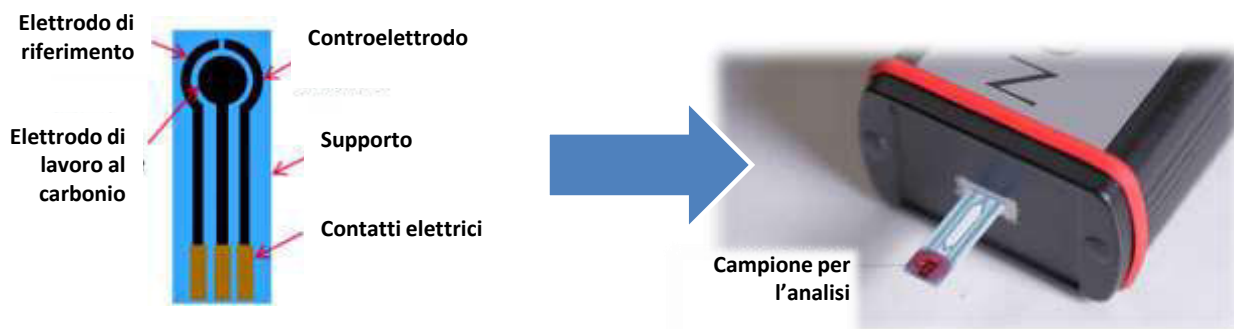 Elettrodo di
riferimento
Controelettrodo
Elettrodo di
lavoro al
carbonio
Supporto
Contatti elettrici
Campione per
l'analisi